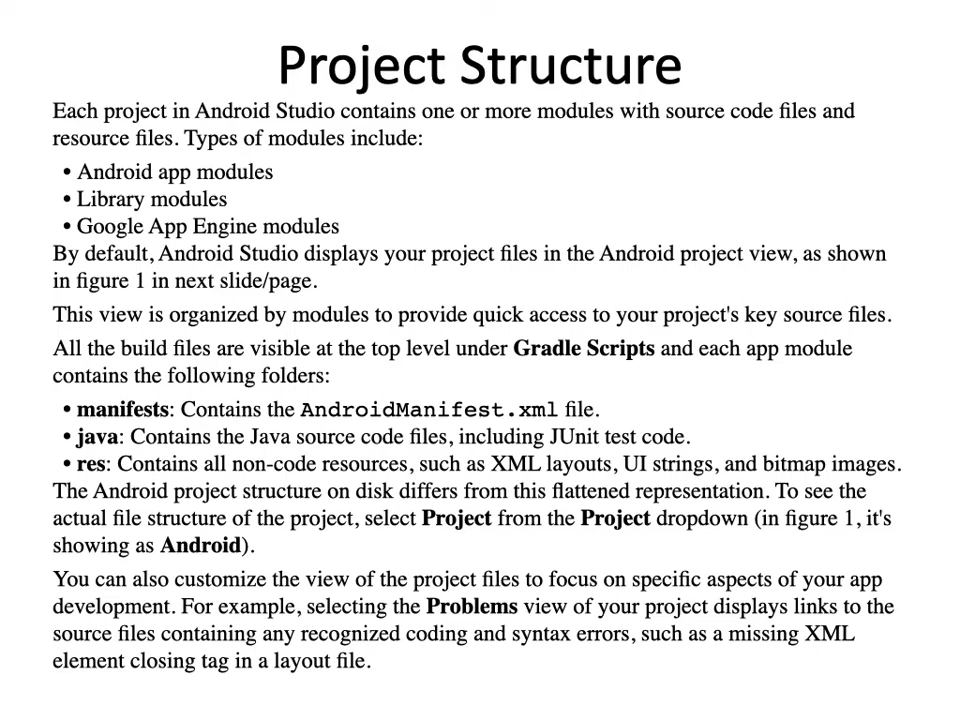 Project Structure
Each project in Android Studio contains one or more modules with source code files and
resource files. Types of modules include:
• Android app modules
• Library modules
• Google App Engine modules
By default, Android Studio displays your project files in the Android project view, as shown
in figure 1 in next slide/page.
This view is organized by modules to provide quick access to your project's key source files.
All the build files are visible at the top level under Gradle Scripts and each app module
contains the following folders:
• manifests: Contains the AndroidManifest.xml file.
• java: Contains the Java source code files, including JUnit test code.
• res: Contains all non-code resources, such as XML layouts, UI strings, and bitmap images.
The Android project structure on disk differs from this flattened representation. To see the
actual file structure of the project, select Project from the Project dropdown (in figure 1, it's
showing as Android).
You can also customize the view of the project files to focus on specific aspects of your app
development. For example, selecting the Problems view of your project displays links to the
source files containing any recognized coding and syntax errors, such as a missing XML
element closing tag in a layout file.